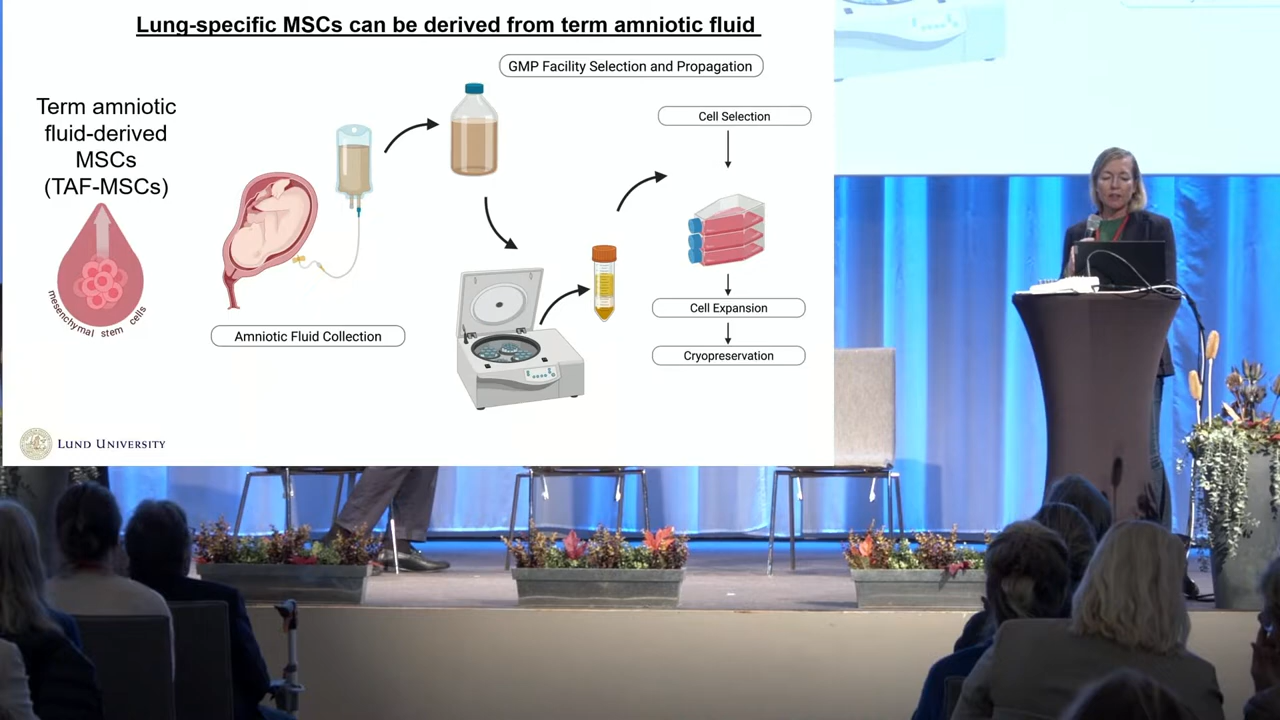 Lung-specific MSCs can be derived from term amniotic fluid
GMP Facility Selection and Propagation
Term amniotic
fluid-derived
MSCs
(TAF-MSCs)
mesenchymal stem cells
Cell Selection
Cell Expansion
Cryopreservation
Amniotic Fluid Collection
LUND UNIVERSITY